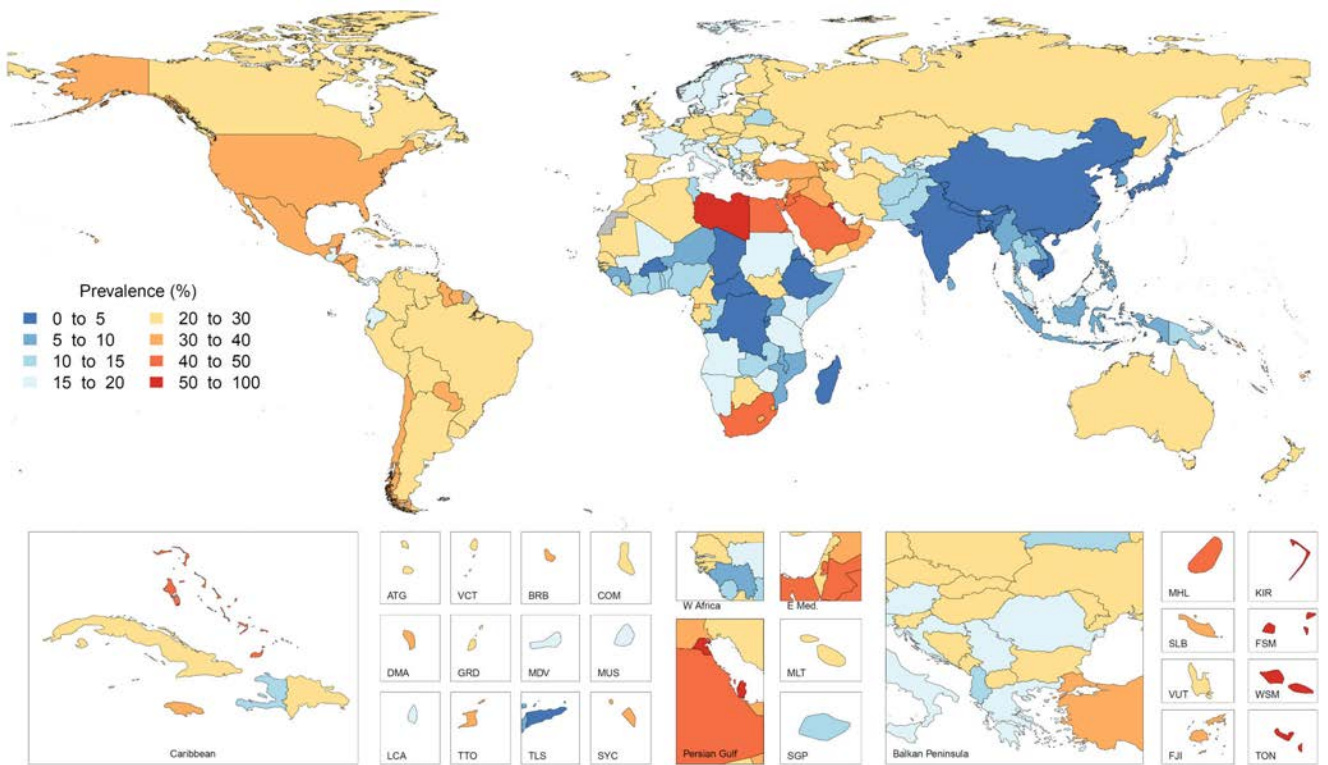 Prevalence (%)
0 to 5
5 to 10
10 to 15
15 to 20
20 to 30
30 to 40
40 to 50
50 to 100
Caribbean
ATG
VCT
BRB
COM
DMA
GRD
MDV
MUS
LCA
TTO
TLS
SYC
W Africa
E Med.
Persian Gulf
MLT
SGP
Balkan Peninsula
MHL
KIR
SLB
FSM
VUT
WSM
FJI
TON